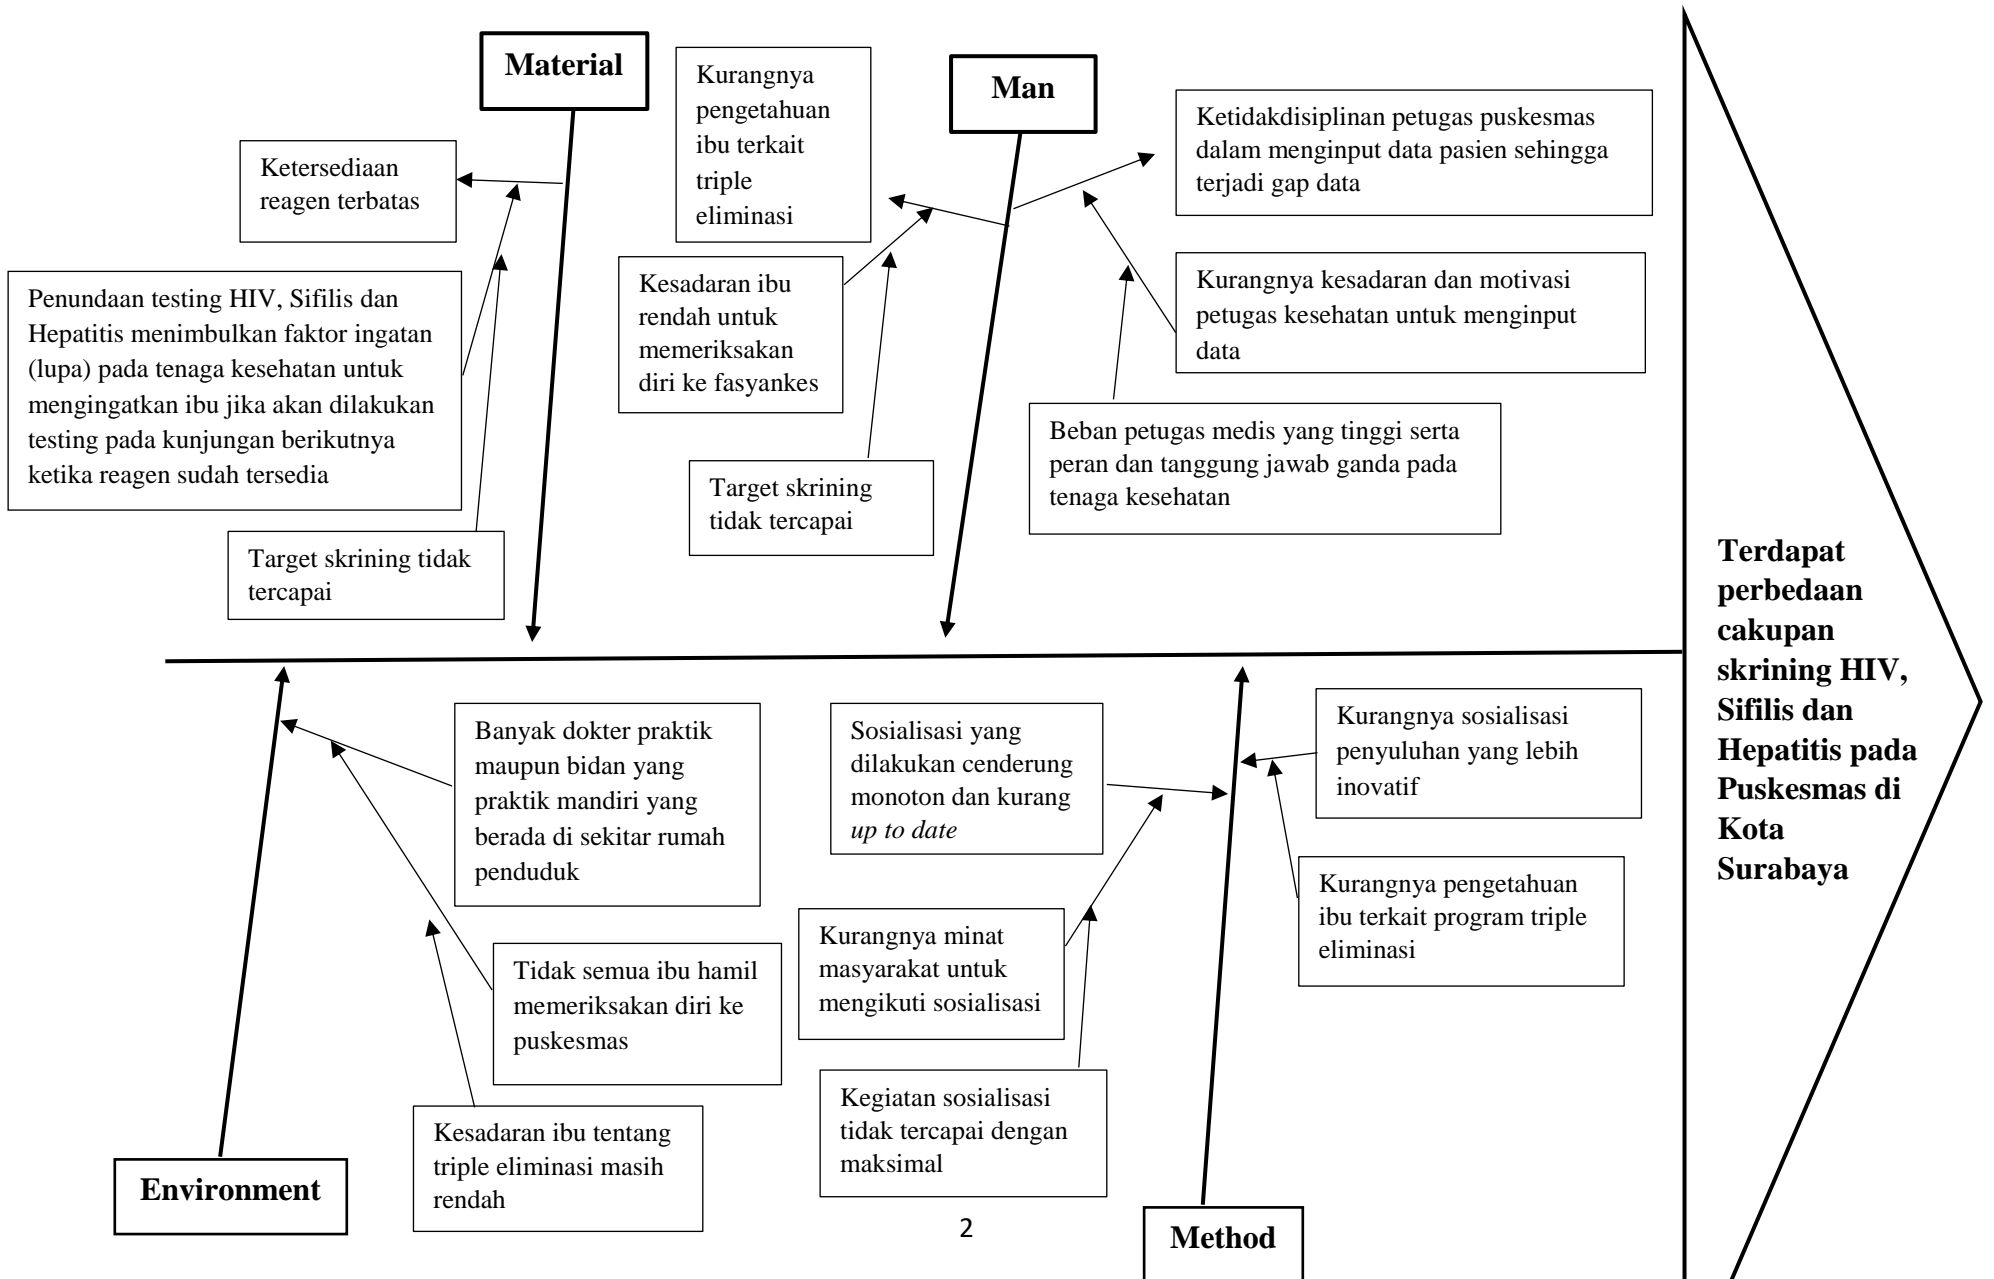 Material
Ketersediaan
reagen terbatas
Penundaan testing HIV, Sifilis dan
Hepatitis menimbulkan faktor ingatan
(lupa) pada tenaga kesehatan untuk
mengingatkan ibu jika akan dilakukan
testing pada kunjungan berikutnya
ketika reagen sudah tersedia
Target skrining tidak
tercapai
Man
Kurangnya
pengetahuan
ibu terkait
triple
eliminasi
Kesadaran ibu
rendah untuk
memeriksakan
diri ke fasyankes
Target skrining
tidak tercapai
Ketidakdisiplinan petugas puskesmas
dalam menginput data pasien sehingga
terjadi gap data
Kurangnya kesadaran dan motivasi
petugas kesehatan untuk menginput
data
Beban petugas medis yang tinggi serta
peran dan tanggung jawab ganda pada
tenaga kesehatan
Terdapat
perbedaan
cakupan
skrining HIV,
Sifilis dan
Hepatitis pada
Puskesmas di
Kota
Surabaya
Banyak dokter praktik
maupun bidan yang
praktik mandiri yang
berada di sekitar rumah
penduduk
Tidak semua ibu hamil
memeriksakan diri ke
puskesmas
Kesadaran ibu tentang
triple eliminasi masih
rendah
Environment
Sosialisasi yang
dilakukan cenderung
monoton dan kurang
up to date
Kurangnya minat
masyarakat untuk
mengikuti sosialisasi
Kegiatan sosialisasi
tidak tercapai dengan
maksimal
Kurangnya sosialisasi
penyuluhan yang lebih
inovatif
Kurangnya pengetahuan
ibu terkait program triple
eliminasi
Method
2